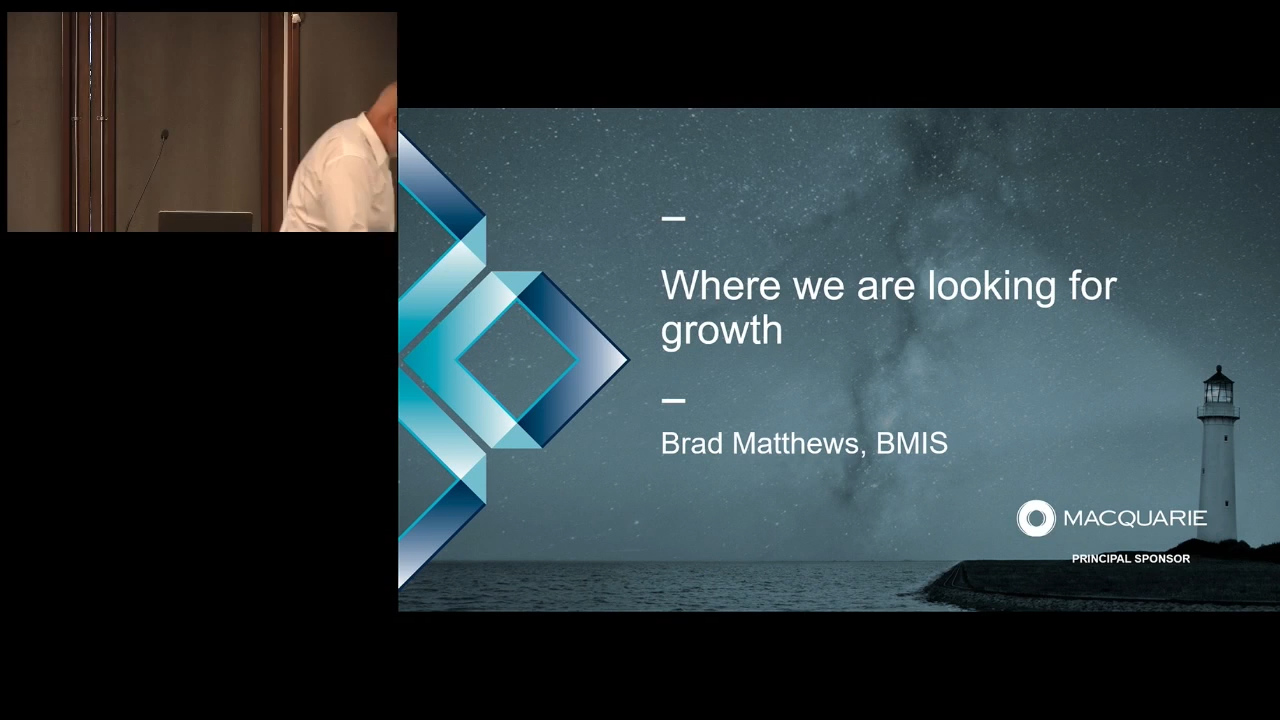 Where we are looking for
growth
Brad Matthews, BMIS
MACQUARIE
PRINCIPAL SPONSOR